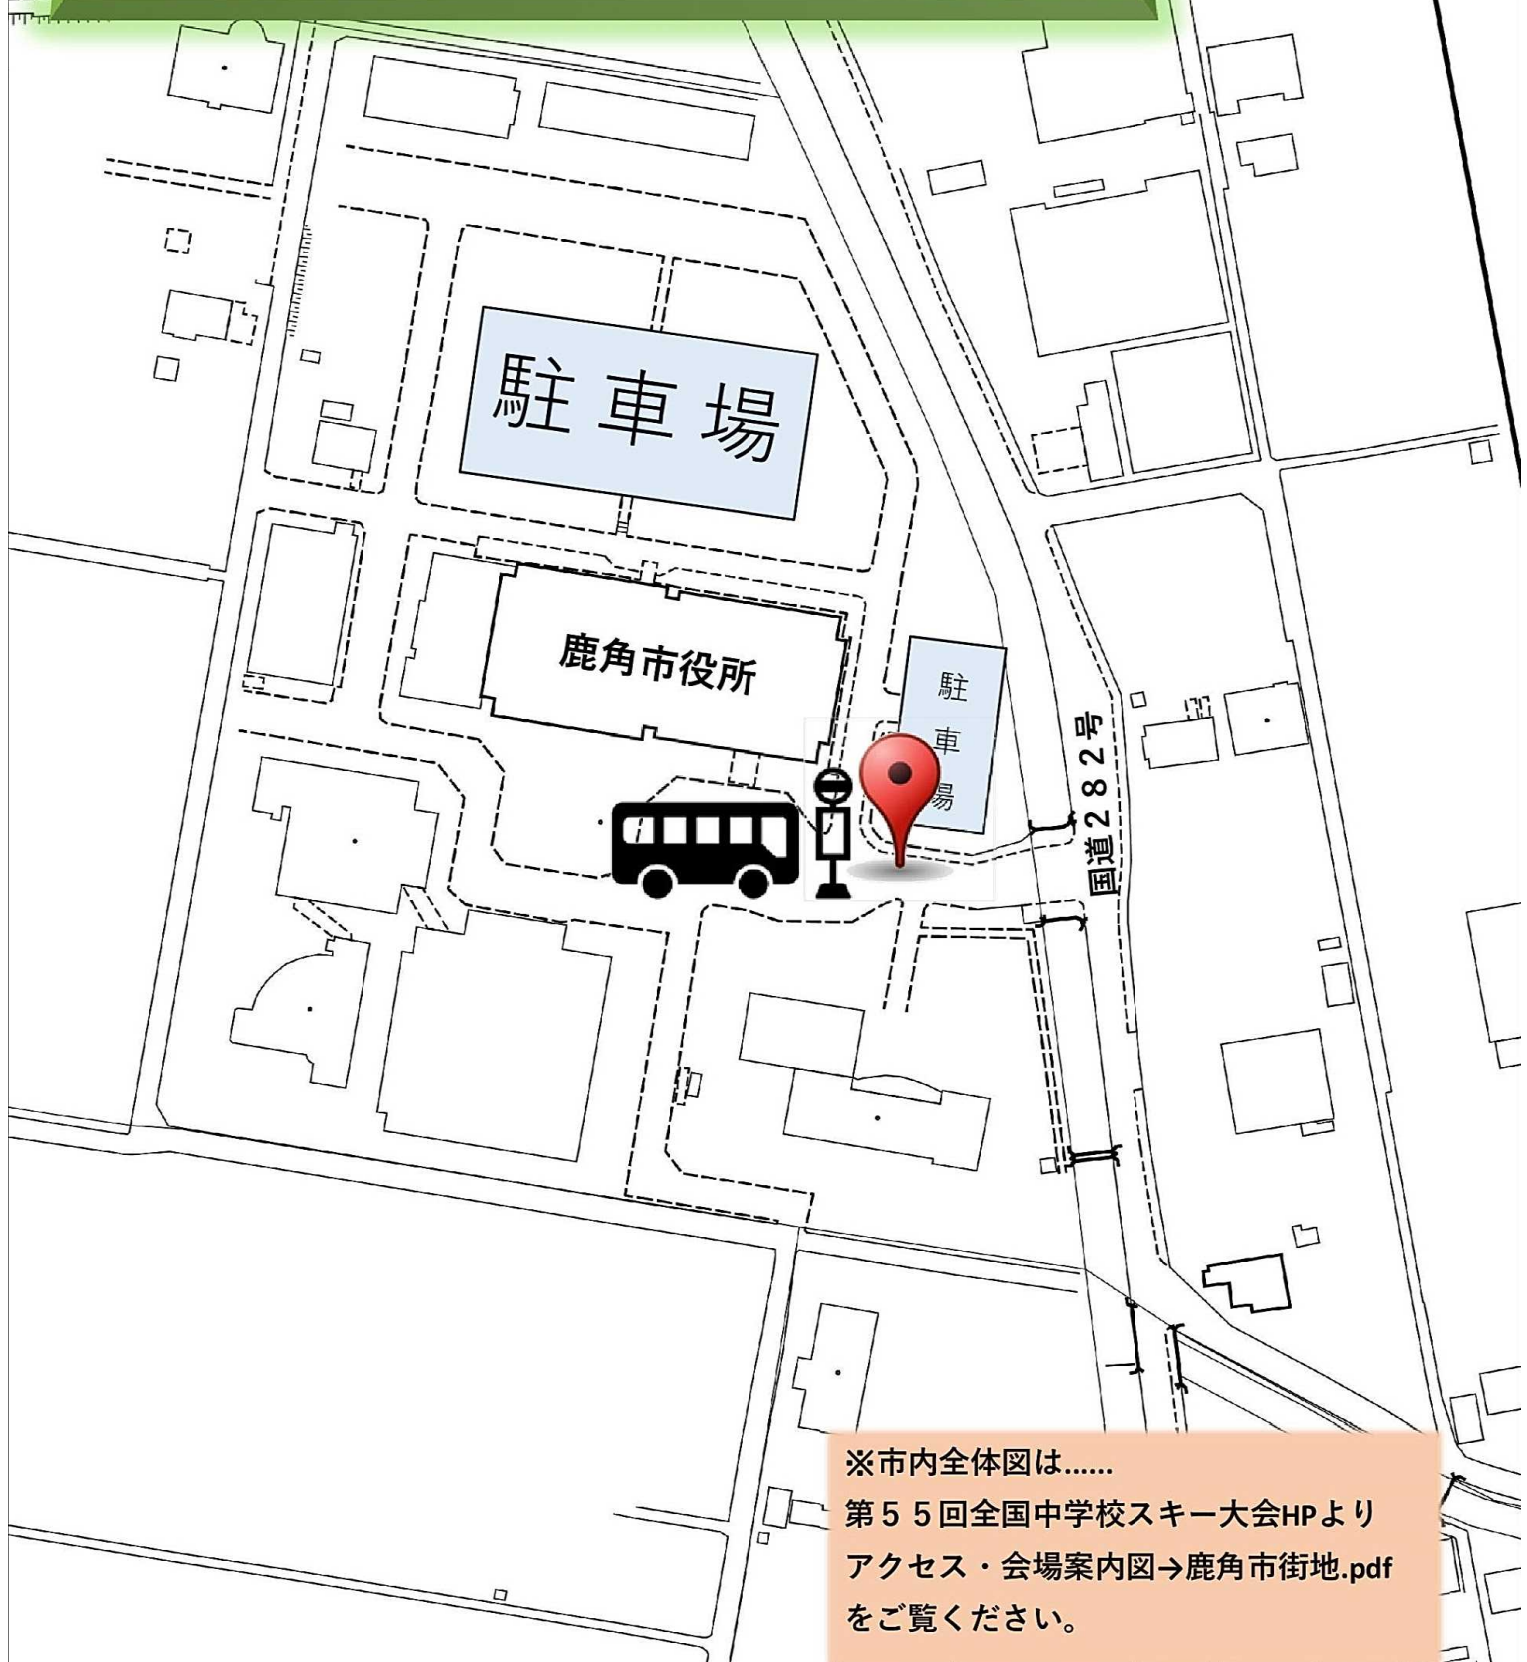 駐車場
鹿角市役所
駐
車
場
国道２８２号
※市内全体図は......
第５５回全国中学校スキー大会HPより
アクセス・会場案内図→鹿角市街地.pdf
をご覧ください。